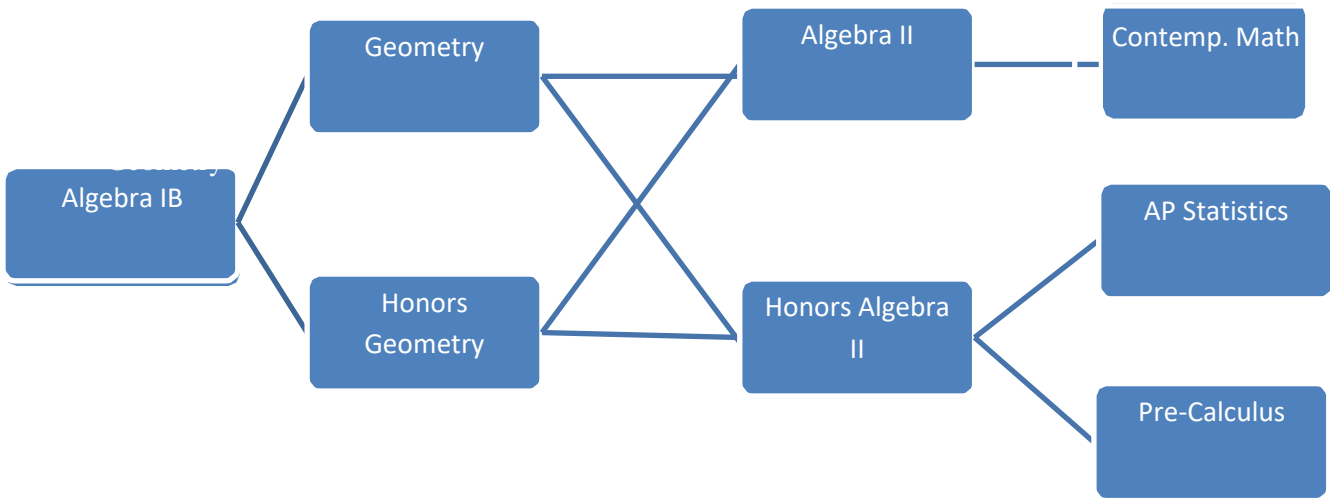 Geometry
Algebra II
Contemp. Math
Algebra IB
AP Statistics
Honors
Geometry
Honors Algebra
II
Pre-Calculus